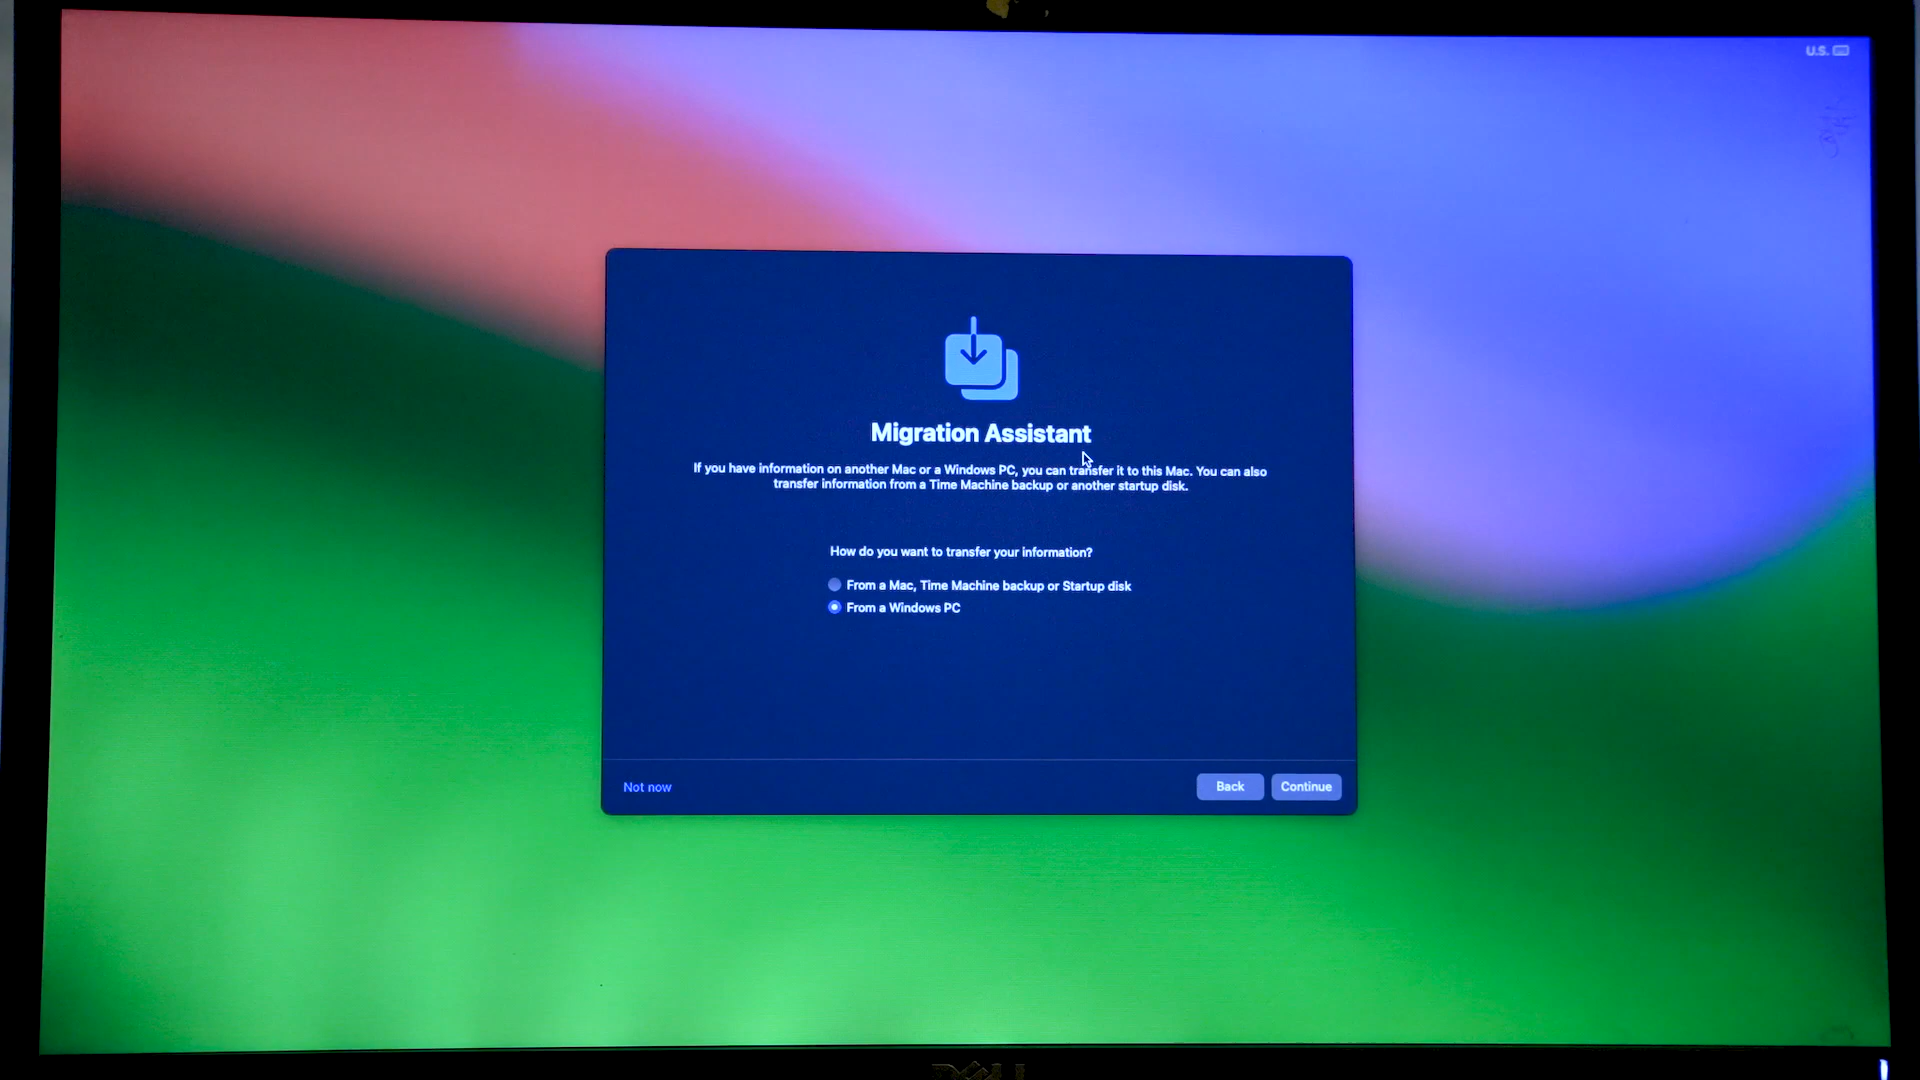 U.S.
Migration Assistant
If you have information on another Mac or a Windows PC, you can transfer it to this Mac. You can also
transfer information from a Time Machine backup or another startup disk.
How do you want to transfer your information?
From a Mac, Time Machine backup or Startup disk
From a Windows PC
Not now
Back
Continue
DELL